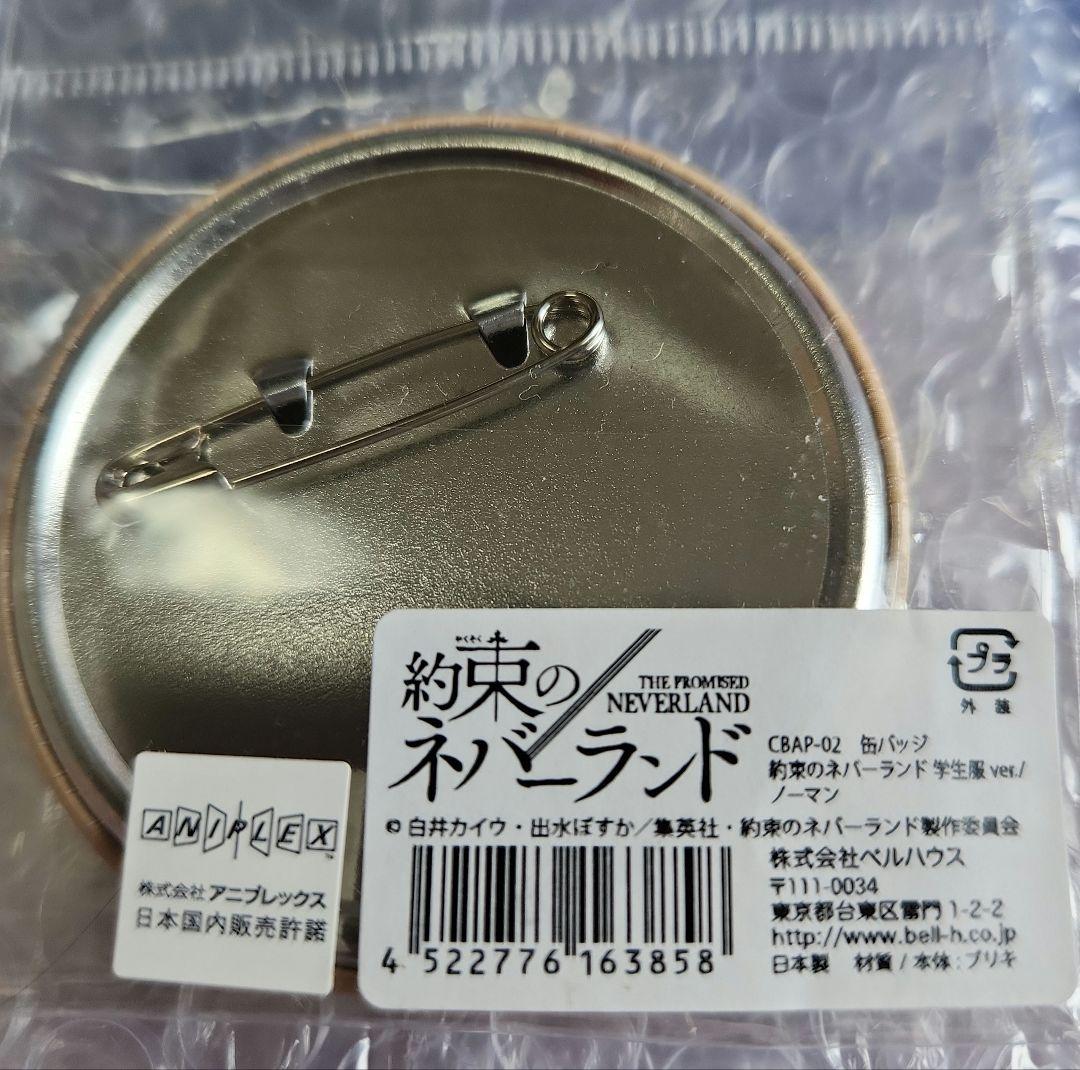 やくそく
約束の
ネバーランド
THE PROMISED
NEVERLAND
プラ
外装
CBAP-02 缶バッジ
約束のネバーランド 学生服 ver./
ノーマン
© 白井カイウ・出水ぽすか／集英社・約束のネバーランド製作委員会
株式会社ベルハウス
〒111-0034
東京都台東区雷門 1-2-2
http://www.bell-h.co.jp
日本製 材質 / 本体 : ブリキ
4 522776 163858
ANIPLEX ™
株式会社 アニプレックス
日本国内販売許諾